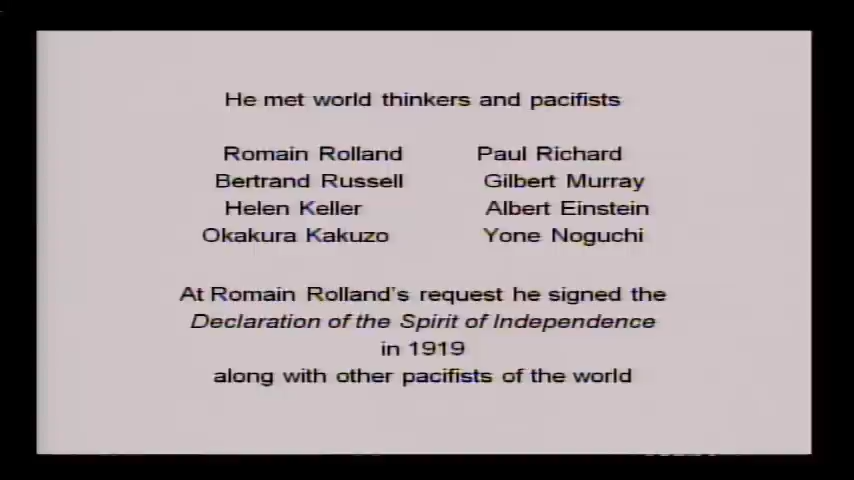 He met world thinkers and pacifists
Romain Rolland Paul Richard
Bertrand Russell Gilbert Murray
Helen Keller Albert Einstein
Okakura Kakuzo Yone Noguchi
At Romain Rolland's request he signed the
Declaration of the Spirit of Independence
in 1919
along with other pacifists of the world